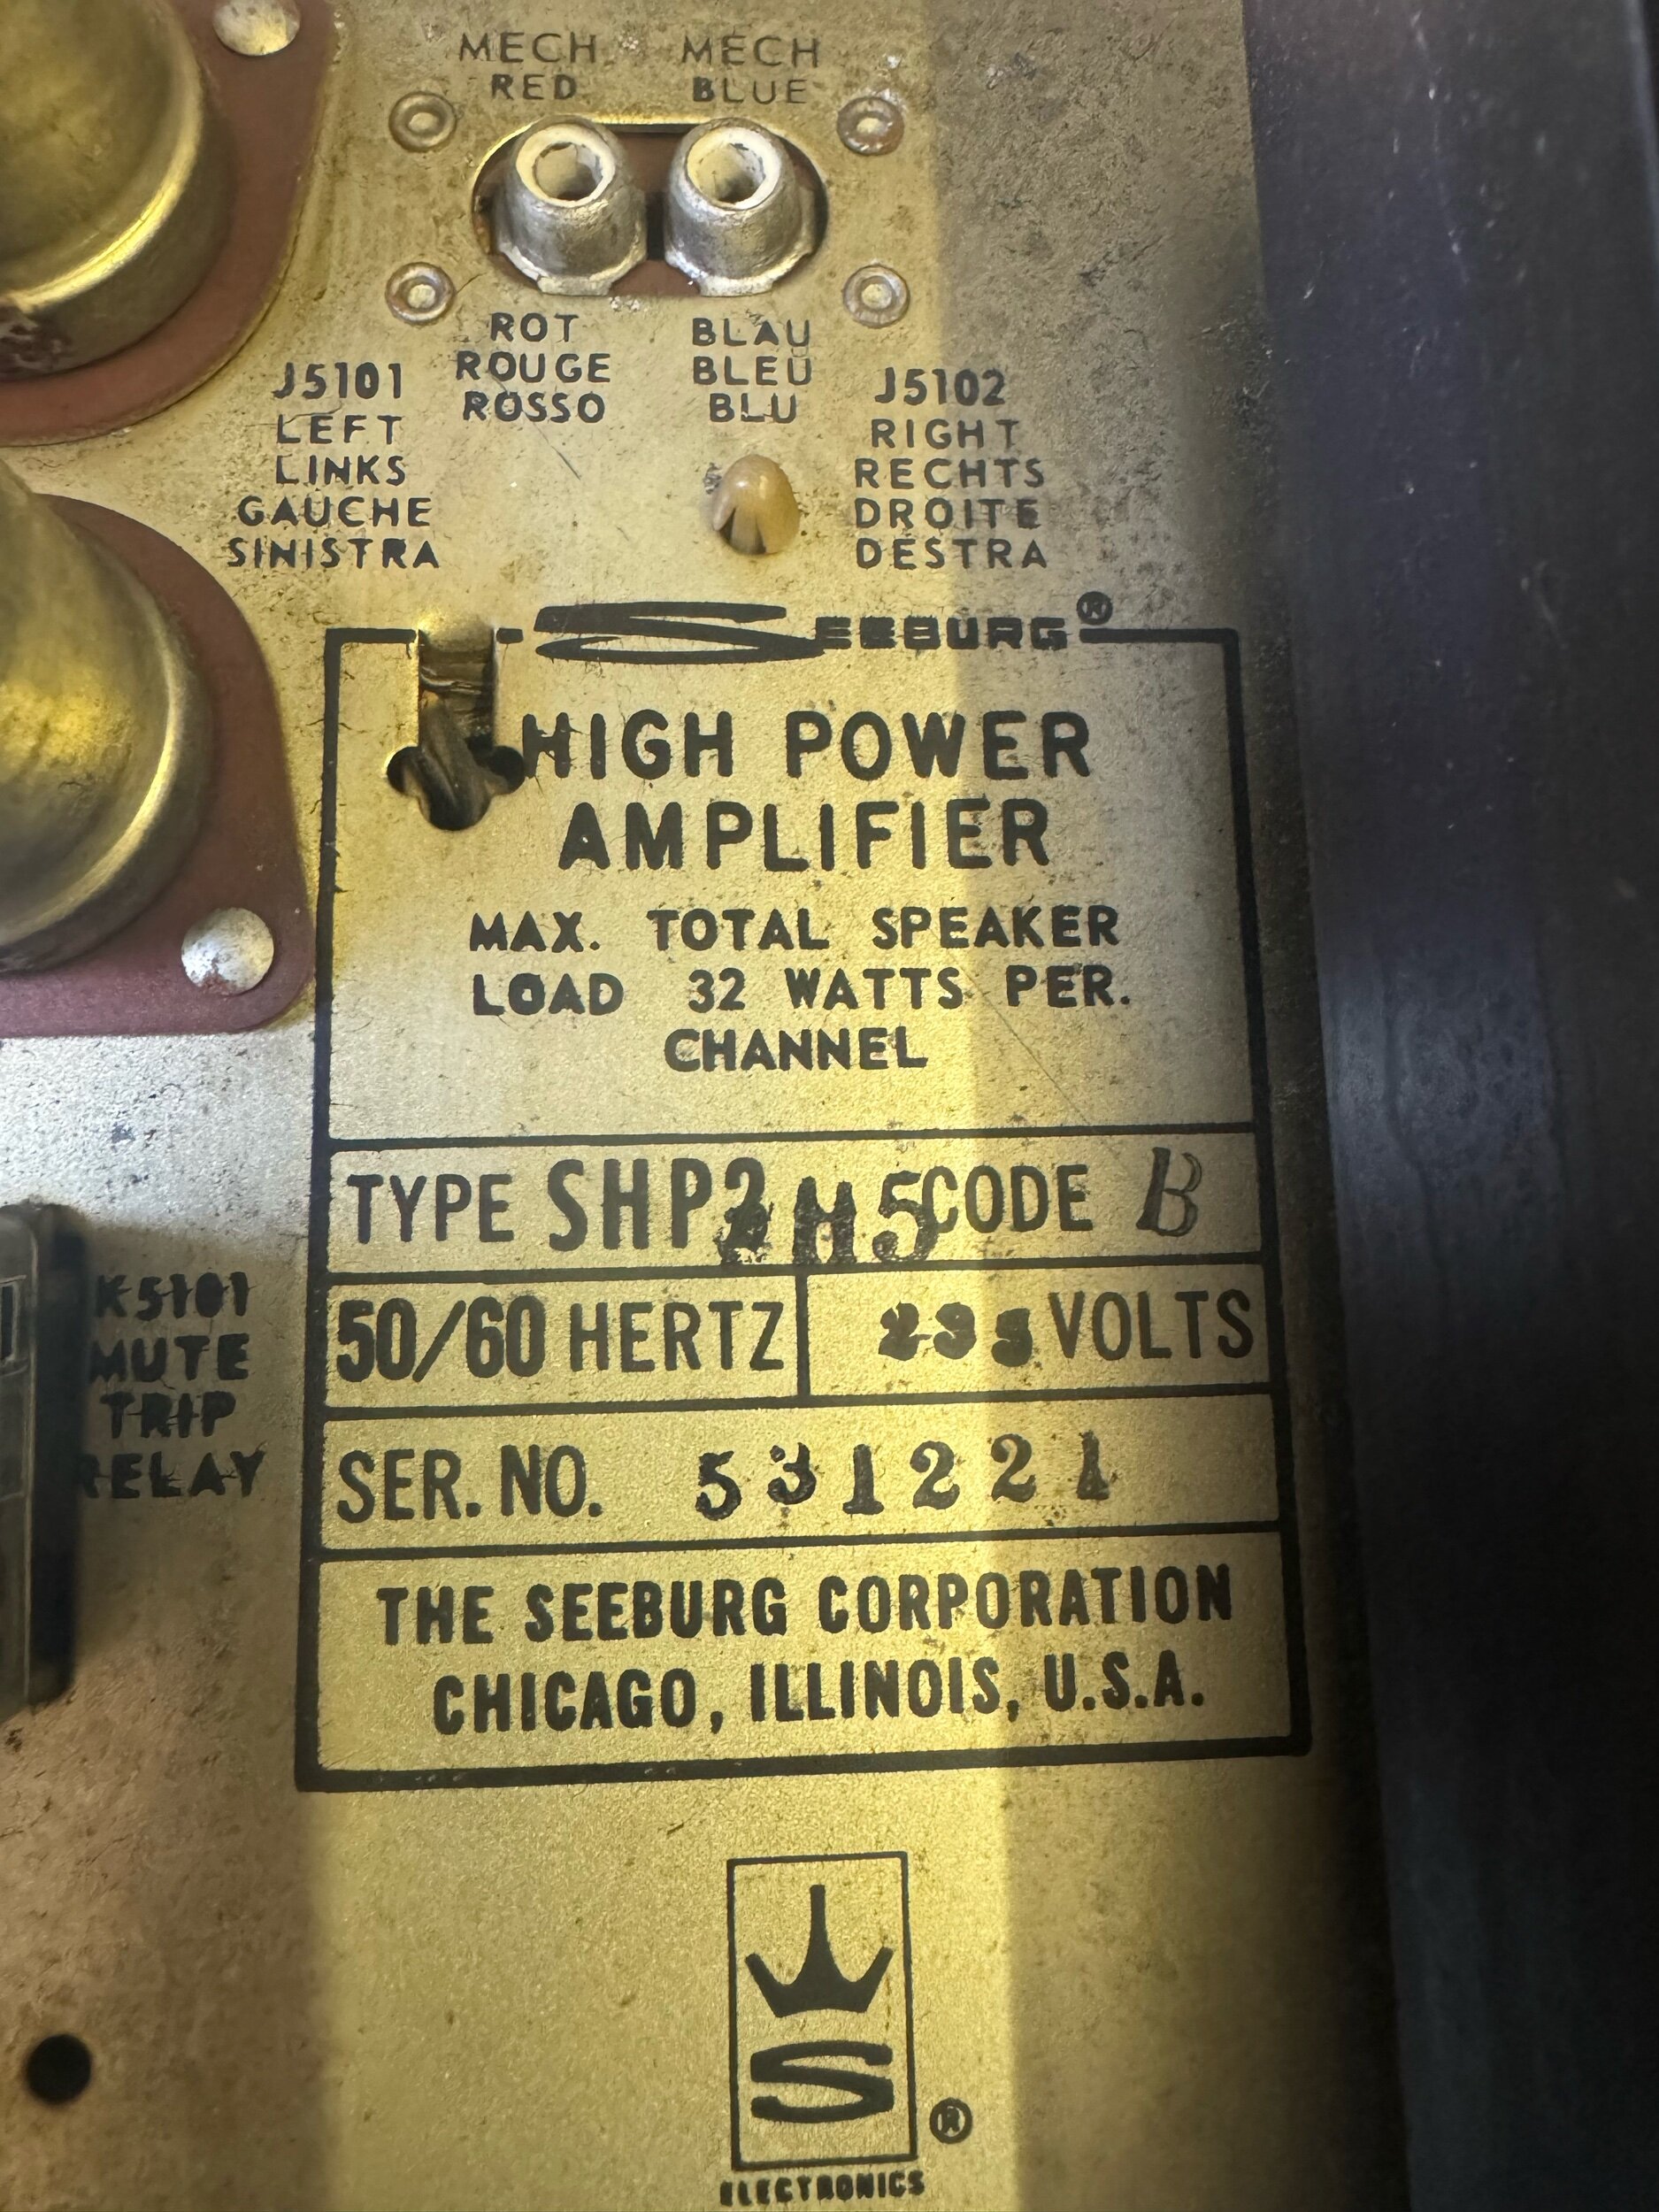 MECH. MECH
RED BLUE
ROT BLAU
ROUGE BLEU
ROSSO BLU
J5101
LEFT
LINKS
GAUCHE
SINISTRA
J5102
RIGHT
RECHTS
DROITE
DESTRA
SEEBURG®
HIGH POWER
AMPLIFIER
MAX. TOTAL SPEAKER
LOAD 32 WATTS PER.
CHANNEL
TYPE SHP2 H5 CODE B
50/60 HERTZ VOLTS
SER. NO. 531221
THE SEEBURG CORPORATION
CHICAGO, ILLINOIS, U.S.A.
K5101
MUTE
TRIP
RELAY
S
®
ELECTRONICS